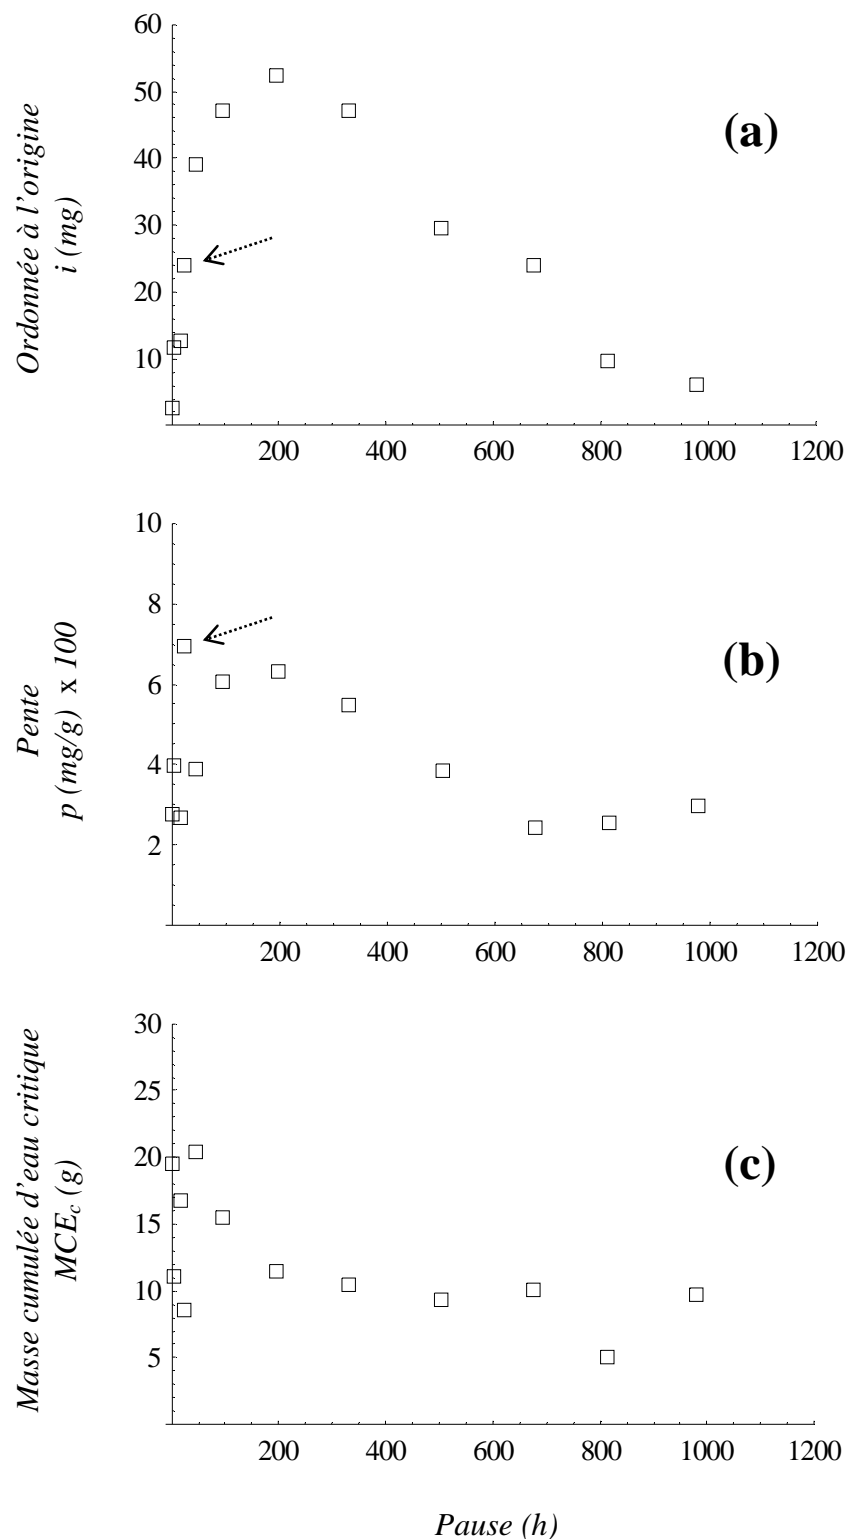 60
50
40
30
20
10
Ordonnée à l'origine
i (mg)
(a)
200 400 600 800 1000 1200
10
8
6
4
2
Pente
p (mg/g) x 100
(b)
200 400 600 800 1000 1200
30
25
20
15
10
5
Masse cumulée d'eau critique
MCEc (g)
(c)
200 400 600 800 1000 1200
Pause (h)